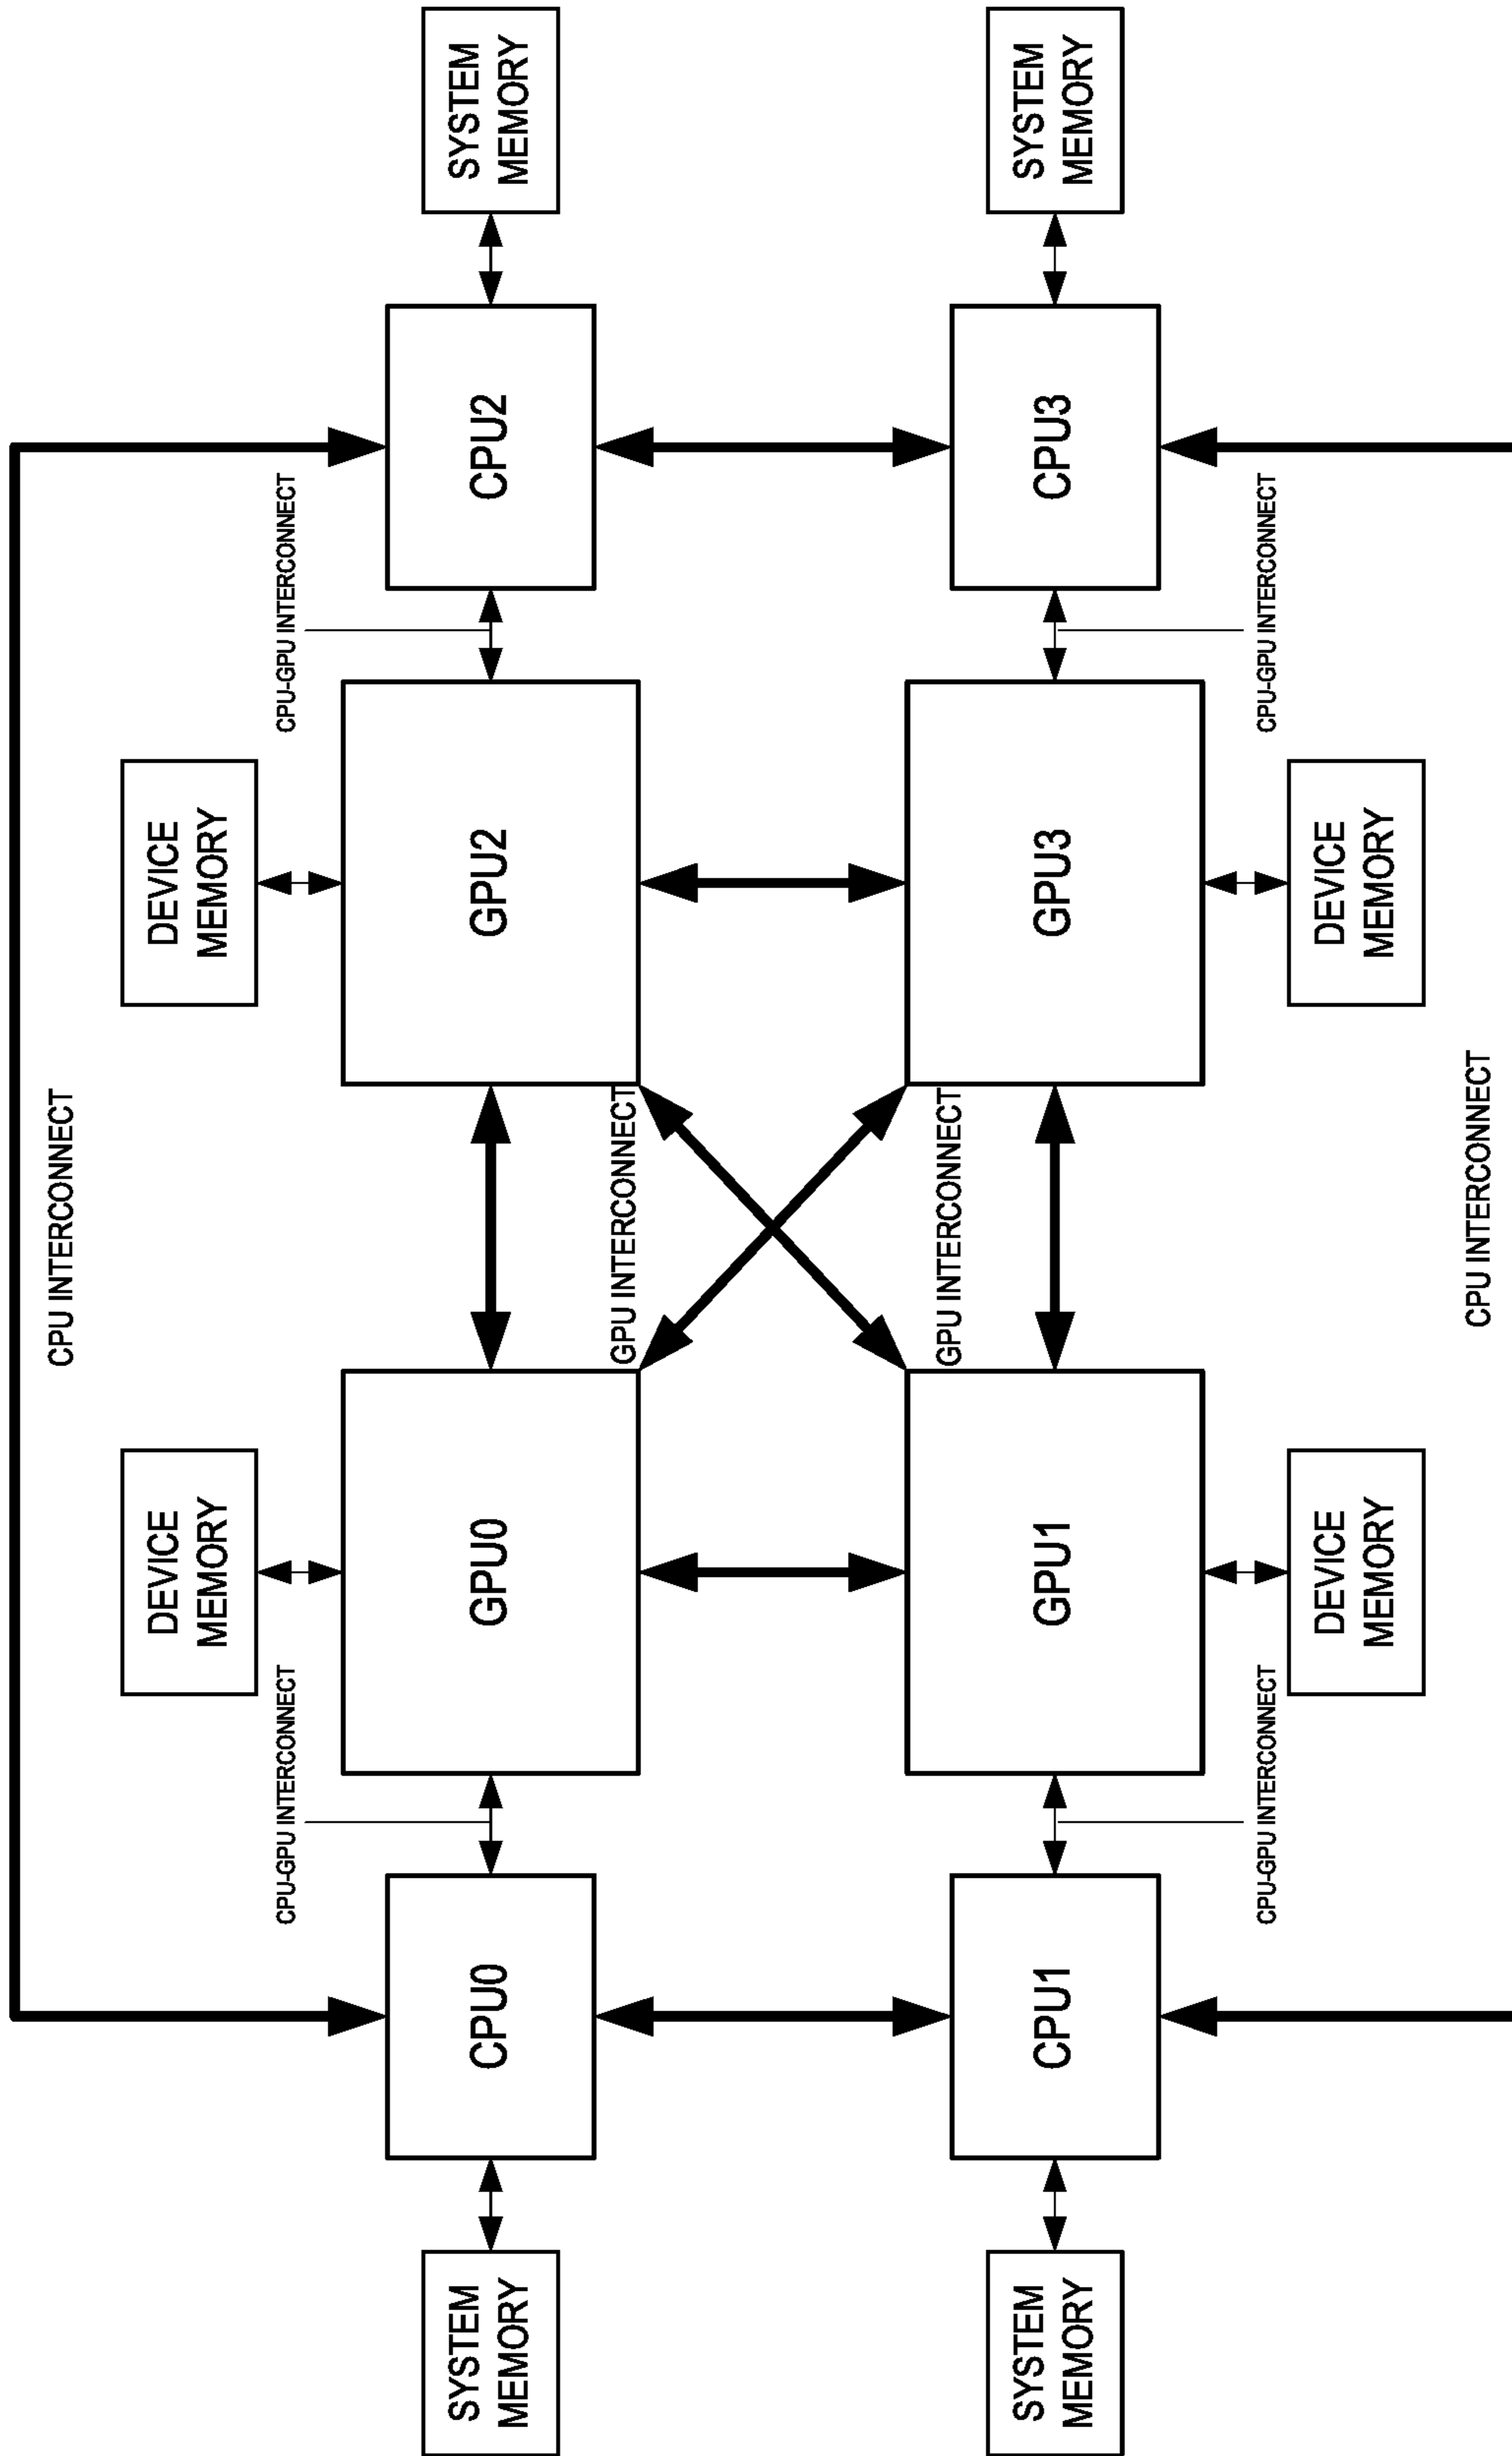 CPU INTERCONNECT
DEVICE
MEMORY
DEVICE
MEMORY
CPU-GPU INTERCONNECT
CPU-GPU INTERCONNECT
SYSTEM
MEMORY
CPU0
GPU0
GPU2
CPU2
SYSTEM
MEMORY
GPU INTERCONNECT
GPU INTERCONNECT
SYSTEM
MEMORY
CPU1
GPU1
GPU3
CPU3
SYSTEM
MEMORY
CPU-GPU INTERCONNECT
CPU-GPU INTERCONNECT
DEVICE
MEMORY
DEVICE
MEMORY
CPU INTERCONNECT